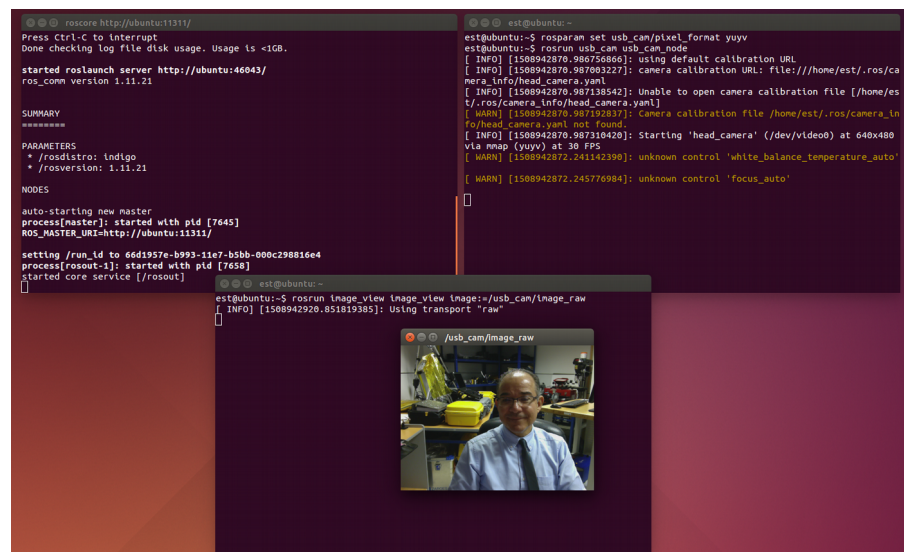 roscore http://ubuntu:11311/
Press Ctrl-C to interrupt
Done checking log file disk usage. Usage is <1GB.
started roslaunch server http://ubuntu:46043/
ros_comm version 1.11.21
SUMMARY
========
PARAMETERS
* /rosdistro: indigo
* /rosversion: 1.11.21
NODES
auto-starting new master
process[master]: started with pid [7645]
ROS_MASTER_URI=http://ubuntu:11311/
setting /run_id to 66d1957e-b993-11e7-b5bb-000c298816e4
process[rosout-1]: started with pid [7658]
started core service [/rosout]
est@ubuntu: ~
est@ubuntu:~$ rosparam set usb_cam/pixel_format yuyv
est@ubuntu:~$ rosrun usb_cam usb_cam_node
[ INFO] [1508942870.986756866]: using default calibration URL
[ INFO] [1508942870.987003227]: camera calibration URL: file:///home/est/.ros/ca
mera_info/head_camera.yaml
[ INFO] [1508942870.987138542]: Unable to open camera calibration file [/home/es
t/.ros/camera_info/head_camera.yaml]
[ WARN] [1508942870.987192837]: Camera calibration file /home/est/.ros/camera_in
fo/head_camera.yaml not found.
[ INFO] [1508942870.987310420]: Starting 'head_camera' (/dev/video0) at 640x480
via mmap (yuyv) at 30 FPS
[ WARN] [1508942872.241142390]: unknown control 'white_balance_temperature_auto'
[ WARN] [1508942872.245776984]: unknown control 'focus_auto'
est@ubuntu: ~
est@ubuntu:~$ rosrun image_view image_view image:=/usb_cam/image_raw
[ INFO] [1508942920.851819385]: Using transport "raw"
/usb_cam/image_raw